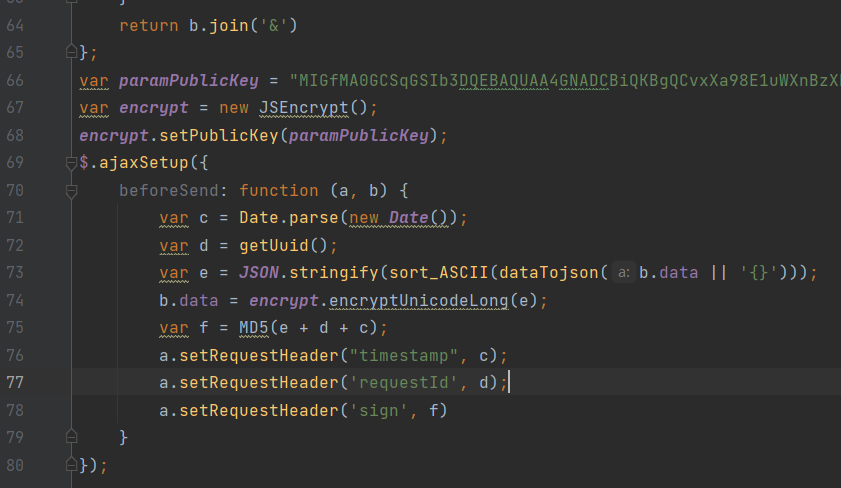 64 return b.join('&')
65 };
66 var paramPublicKey = "MIGfMA0GCSqGSIb3DQEBAQUAA4GNADCBiQKBgQCvxXa98E1uWXnBzX
67 var encrypt = new JSEncrypt();
68 encrypt.setPublicKey(paramPublicKey);
69 $.ajaxSetup({
70 beforeSend: function (a, b) {
71 var c = Date.parse(new Date());
72 var d = getUuid();
73 var e = JSON.stringify(sort_ASCII(dataTojson( a: b.data || '{}')));
74 b.data = encrypt.encryptUnicodeLong(e);
75 var f = MD5(e + d + c);
76 a.setRequestHeader("timestamp", c);
77 a.setRequestHeader('requestId', d);
78 a.setRequestHeader('sign', f)
79 }
80 });